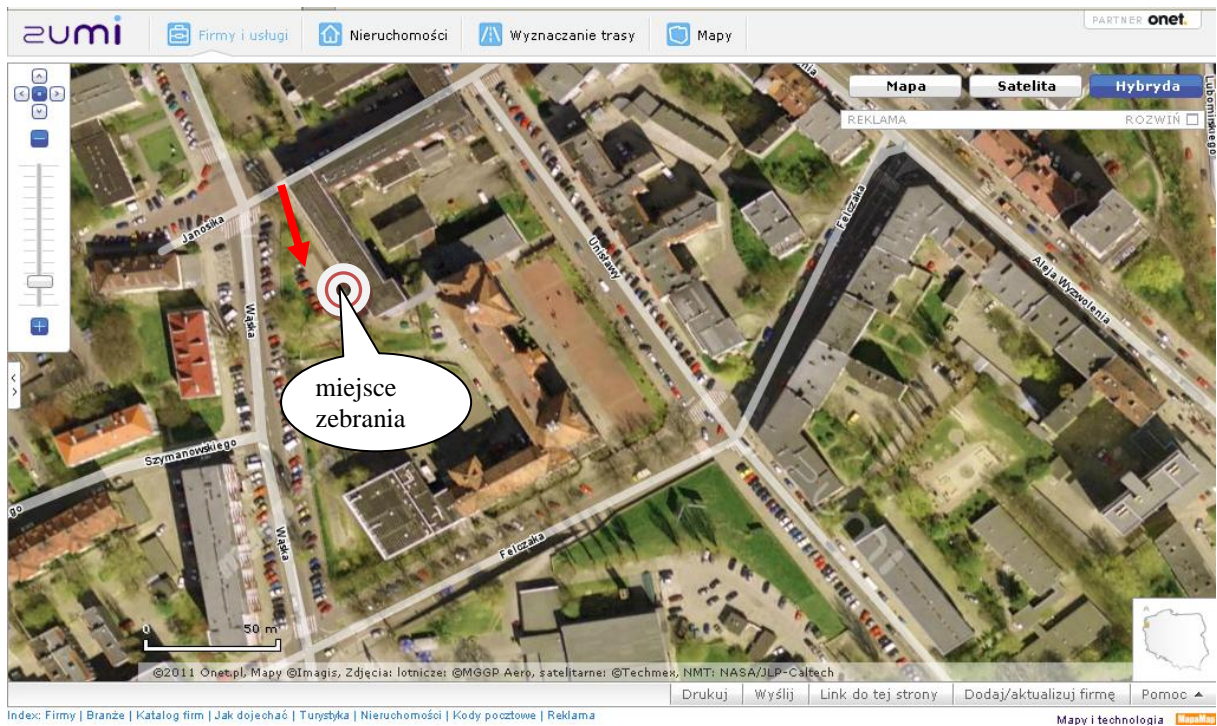 zumi
Firmy i usługi
Nieruchomości
Wyznaczanie trasy
Mapy
PARTNER onet.
Mapa
Satelita
Hybryda
REKLAMA
ROZWIŃ
Lubomirskiego
Janosika
Wąska
Unisławy
Felczaka
Aleja Wyzwolenia
miejsce
zebrania
Szymanowskiego
Wąska
Felczaka
0 50 m
©2011 Onet.pl, Mapy ©Imagis, Zdjęcia: lotnicze: ©MGGP Aero, satelitarne: ©Techmex, NMT: NASA/JLP-Caltech
Drukuj
Wyślij
Link do tej strony
Dodaj/aktualizuj firmę
Pomoc
Index: Firmy | Branże | Katalog firm | Jak dojechać | Turystyka | Nieruchomości | Kody pocztowe | Reklama
Mapy i technologia MapaMap